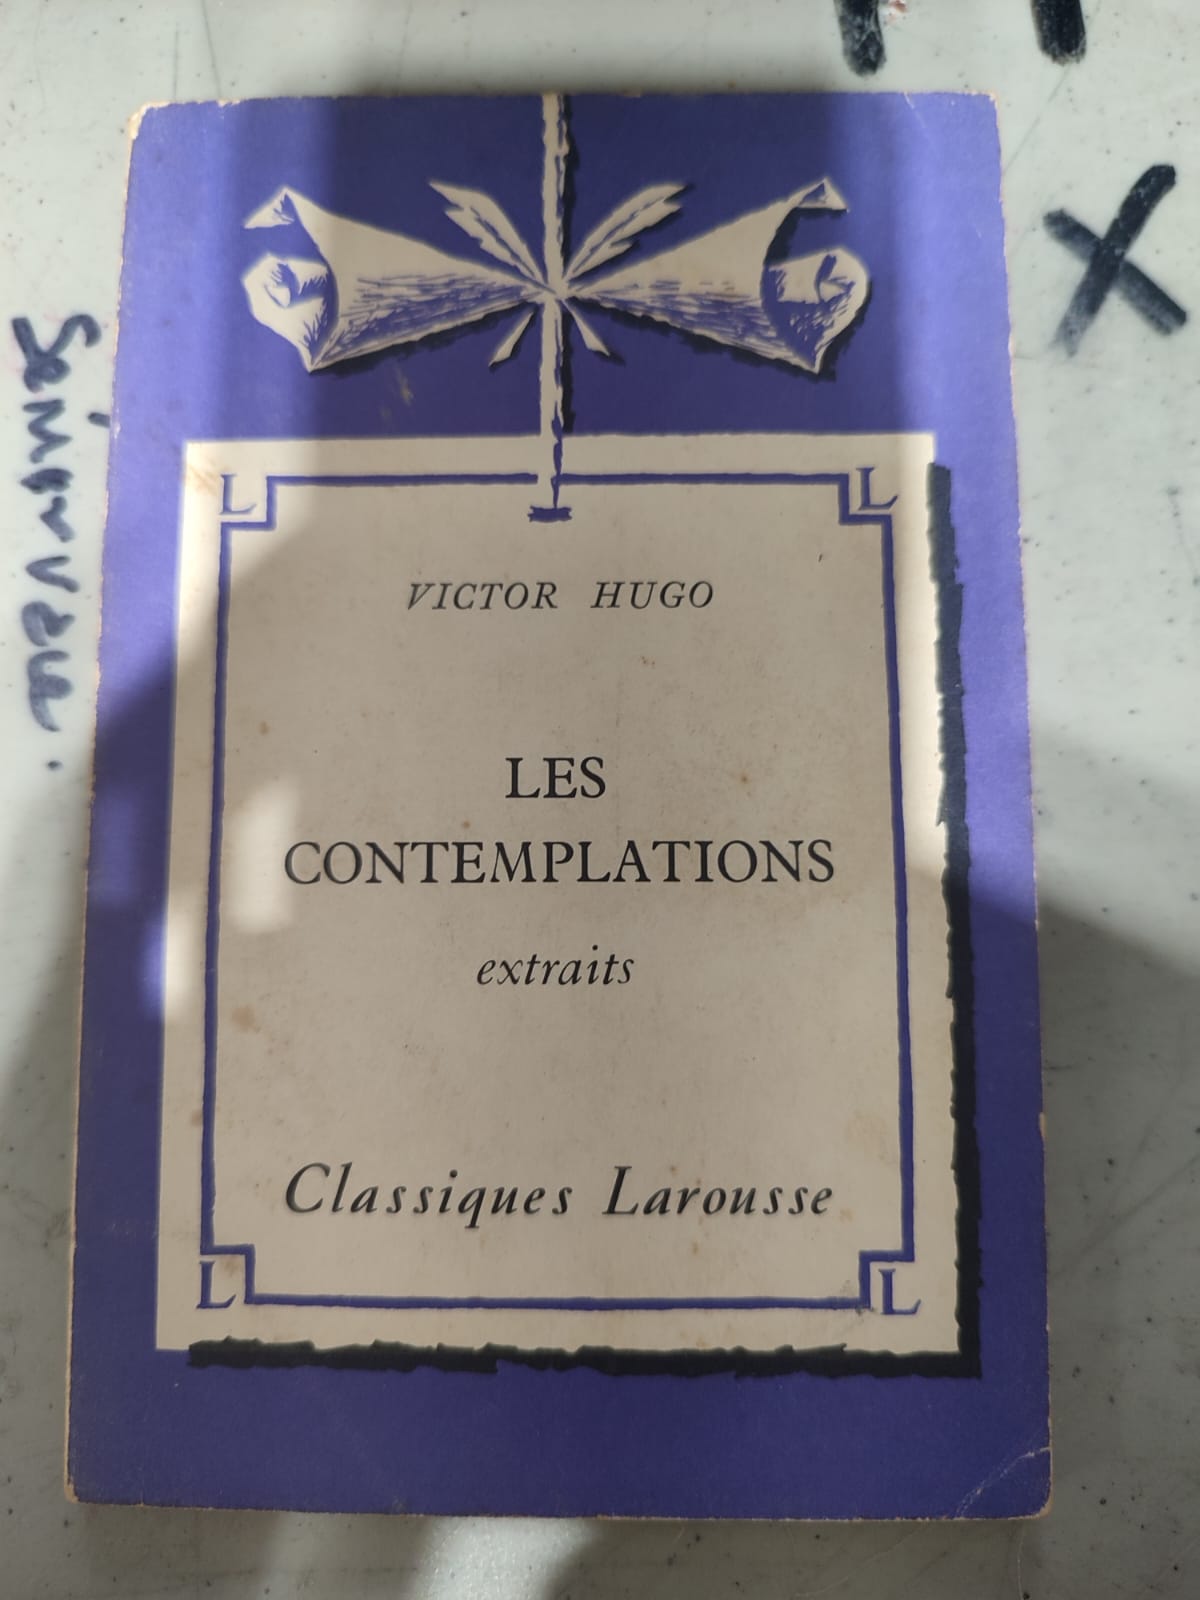 L L
VICTOR HUGO
LES
CONTEMPLATIONS
extraits
Classiques Larousse
L L
X